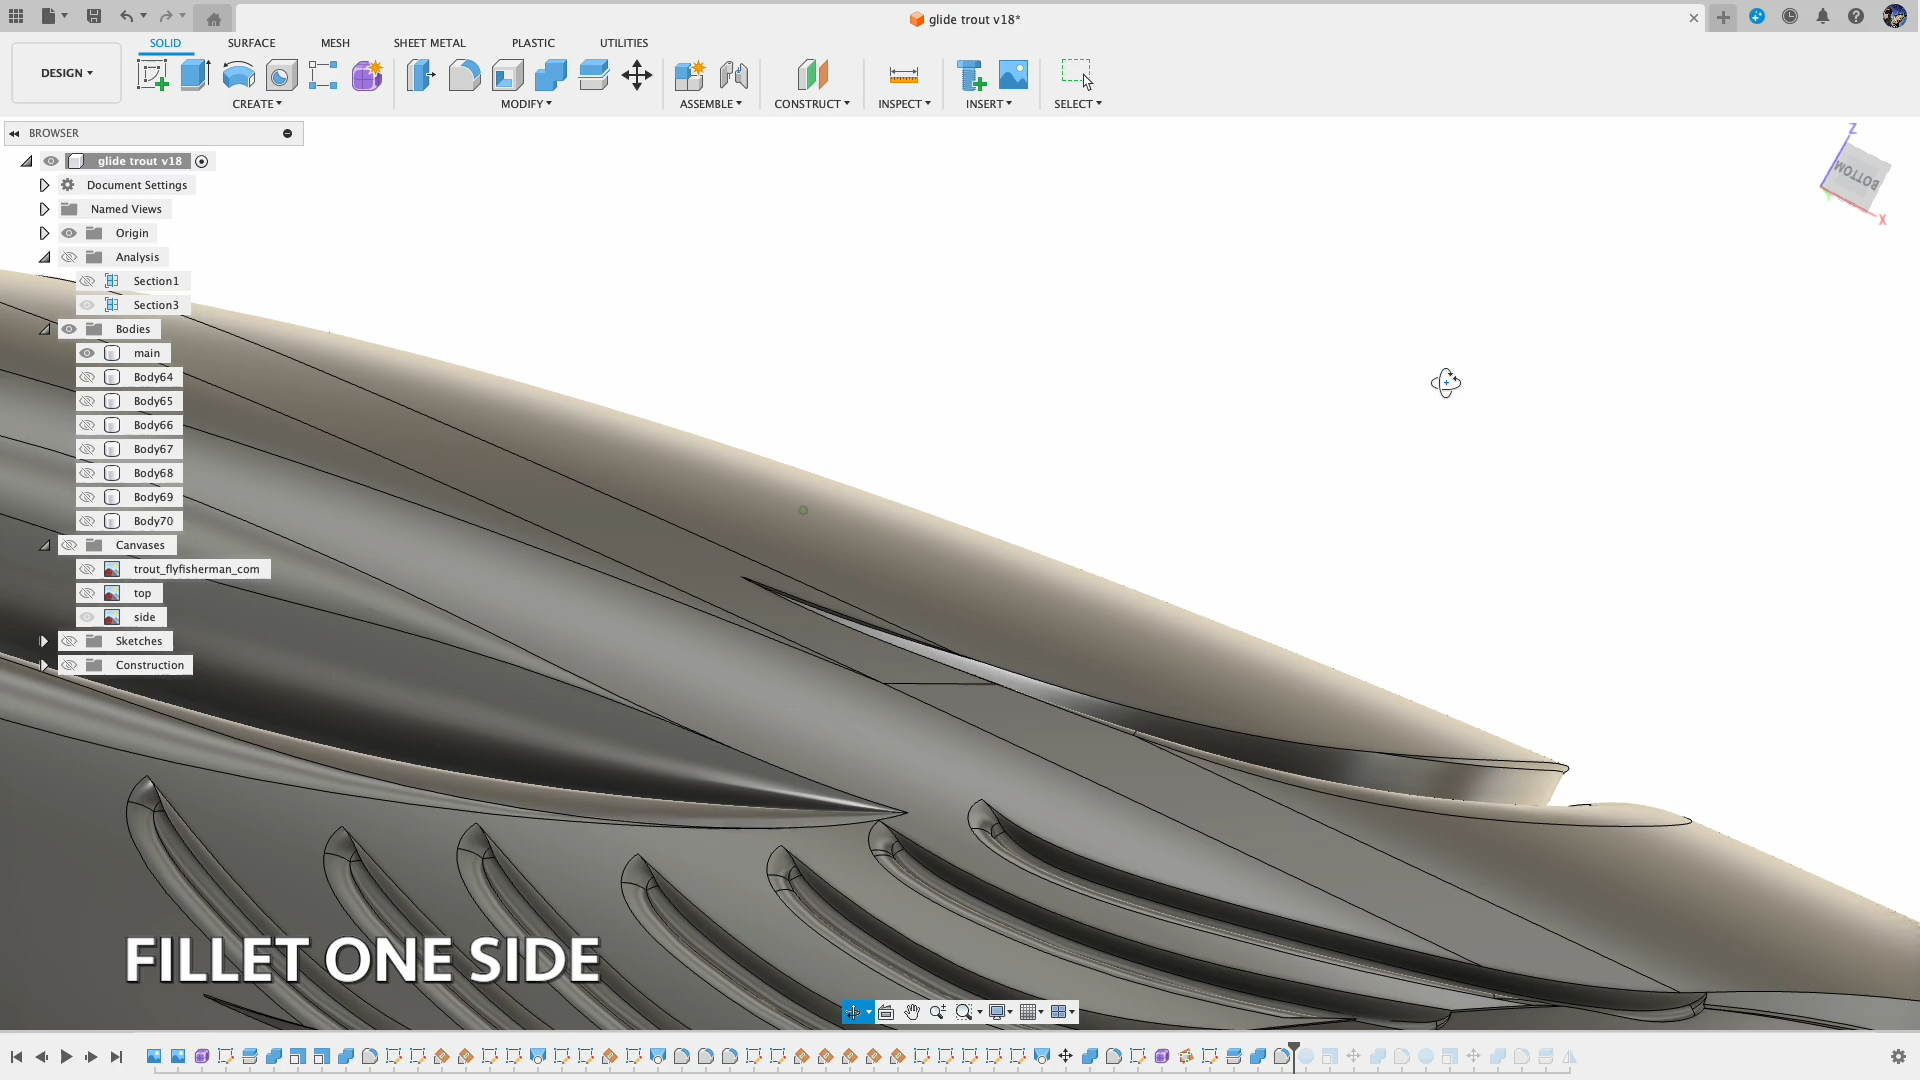 glide trout v18*
SOLID SURFACE MESH SHEET METAL PLASTIC UTILITIES
DESIGN
CREATE MODIFY ASSEMBLE CONSTRUCT INSPECT INSERT SELECT
BROWSER
glide trout v18
Document Settings
Named Views
Origin
Analysis
Section1
Section3
Bodies
main
Body64
Body65
Body66
Body67
Body68
Body69
Body70
Canvases
trout_flyfisherman_com
top
side
Sketches
Construction
Z
BOTTOM
X
FILLET ONE SIDE